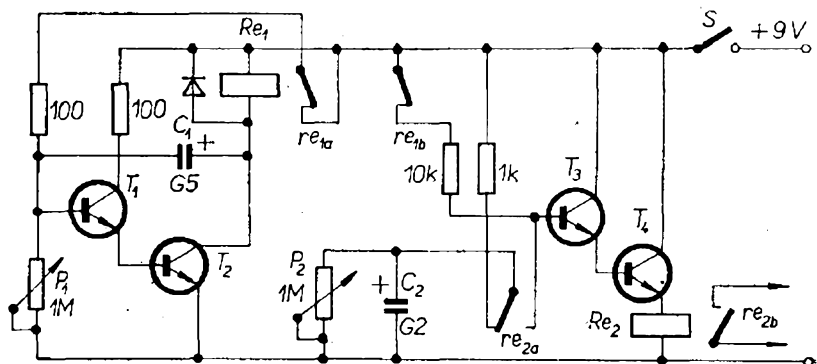 Re1
S
+9V
100
100
C1
+
G5
re1a
re1b
10k
1k
T1
T2
T3
T4
P1
1M
P2
1M
+
C2
G2
re2a
Re2
re2b